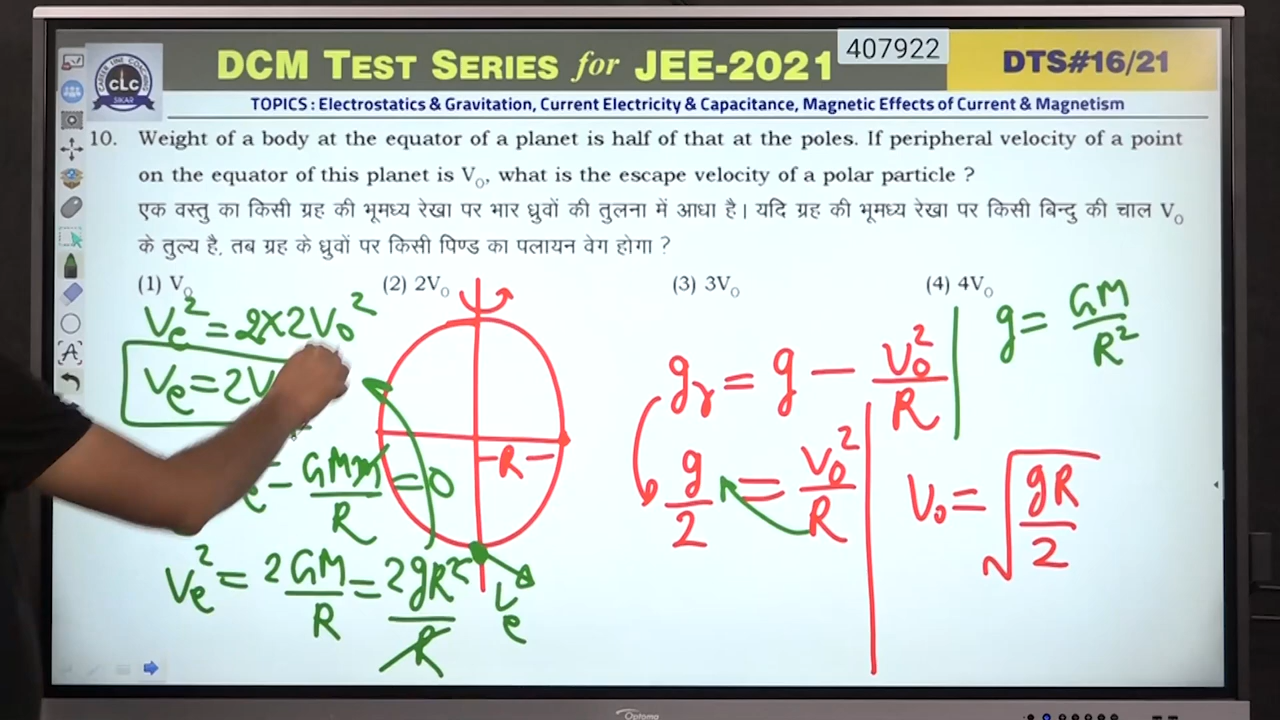 CLC
SIKAR
DCM TEST SERIES for JEE-2021
407922
DTS#16/21
TOPICS : Electrostatics & Gravitation, Current Electricity & Capacitance, Magnetic Effects of Current & Magnetism
10. Weight of a body at the equator of a planet is half of that at the poles. If peripheral velocity of a point
on the equator of this planet is V₀, what is the escape velocity of a polar particle ?
एक वस्तु का किसी ग्रह की भूमध्य रेखा पर भार ध्रुवों की तुलना में आधा है। यदि ग्रह की भूमध्य रेखा पर किसी बिन्दु की चाल V₀
के तुल्य है, तब ग्रह के ध्रुवों पर किसी पिण्ड का पलायन वेग होगा ?
(1) V₀ (2) 2V₀ (3) 3V₀ (4) 4V₀
Ve² = 2×2V₀²
Ve = 2V
e - GMm/R = 0
Ve² = 2GM/R = 2gR²/R
Ve
R
gᵣ = g - V₀²/R
g/2 = V₀²/R
g = GM/R²
V₀ = √(gR/2)
Optoma